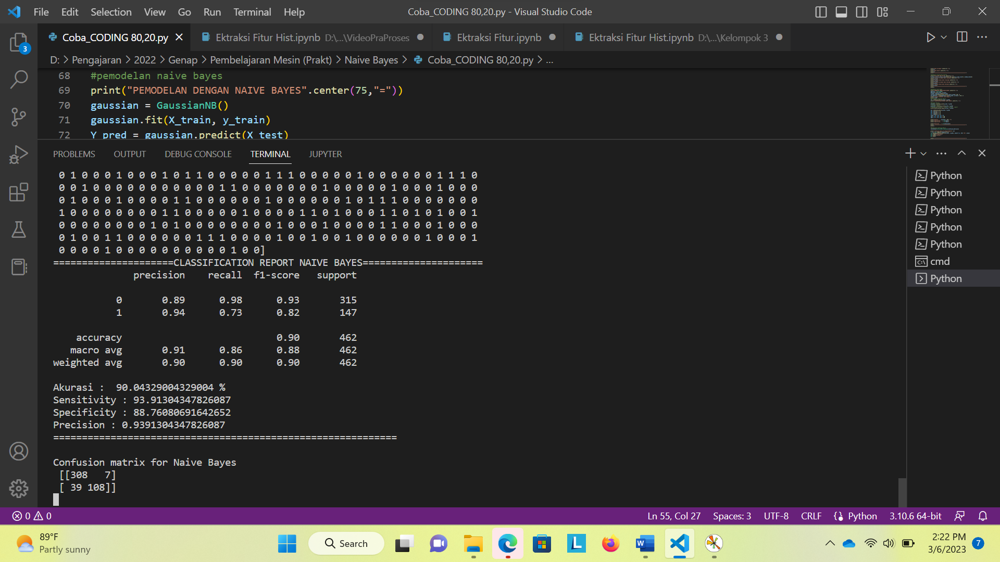 File Edit Selection View Go Run Terminal Help
Coba_CODING 80,20.py - Visual Studio Code
Coba_CODING 80,20.py
Ektraksi Fitur Hist.ipynb D:\...\VideoPraProses
Ektraksi Fitur.ipynb
Ektraksi Fitur Hist.ipynb D:\...\Kelompok 3
3
D: > Pengajaran > 2022 > Genap > Pembelajaran Mesin (Prakt) > Naive Bayes > Coba_CODING 80,20.py > ...
68 #pemodelan naive bayes
69 print("PEMODELAN DENGAN NAIVE BAYES".center(75,"="))
70 gaussian = GaussianNB()
71 gaussian.fit(X_train, y_train)
72 Y_pred = gaussian.predict(X_test)
PROBLEMS OUTPUT DEBUG CONSOLE TERMINAL JUPYTER
0 1 0 0 0 1 0 0 0 1 0 1 1 0 0 0 0 0 1 1 1 0 0 0 0 0 1 0 0 0 0 0 0 1 1 1 0
0 0 1 0 0 0 0 0 0 0 0 0 0 0 1 1 0 0 0 0 0 0 0 1 0 0 0 0 0 1 0 0 0 1 0 0 0
0 1 0 0 0 1 0 0 0 0 1 1 0 0 0 0 0 0 1 0 0 0 0 0 0 1 0 1 1 1 0 0 0 0 0 0 0
1 0 0 0 0 0 0 0 0 1 1 0 0 0 0 0 1 0 0 0 0 1 1 0 1 0 0 0 1 1 0 1 0 1 0 0 1
0 0 0 0 0 0 0 0 1 0 1 0 0 0 0 0 0 0 0 1 0 0 0 1 0 0 0 0 1 1 0 0 0 1 0 0 0
0 1 0 0 1 1 0 0 0 0 0 0 1 1 1 0 0 0 0 1 0 0 1 0 0 1 0 0 0 0 0 0 1 0 0 0 1
0 0 0 0 1 0 0 0 0 0 0 0 0 0 0 1 0 0]
=====================CLASSIFICATION REPORT NAIVE BAYES=====================
precision recall f1-score support
0 0.89 0.98 0.93 315
1 0.94 0.73 0.82 147
accuracy 0.90 462
macro avg 0.91 0.86 0.88 462
weighted avg 0.90 0.90 0.90 462
Akurasi : 90.04329004329004 %
Sensitivity : 93.91304347826087
Specificity : 88.76080691642652
Precision : 0.9391304347826087
============================================================
Confusion matrix for Naive Bayes
[[308 7]
[ 39 108]]
Python
Python
Python
Python
Python
cmd
Python
0 0
Ln 55, Col 27 Spaces: 3 UTF-8 CRLF Python 3.10.6 64-bit
89°F
Partly sunny
Search
2:22 PM
3/6/2023
7